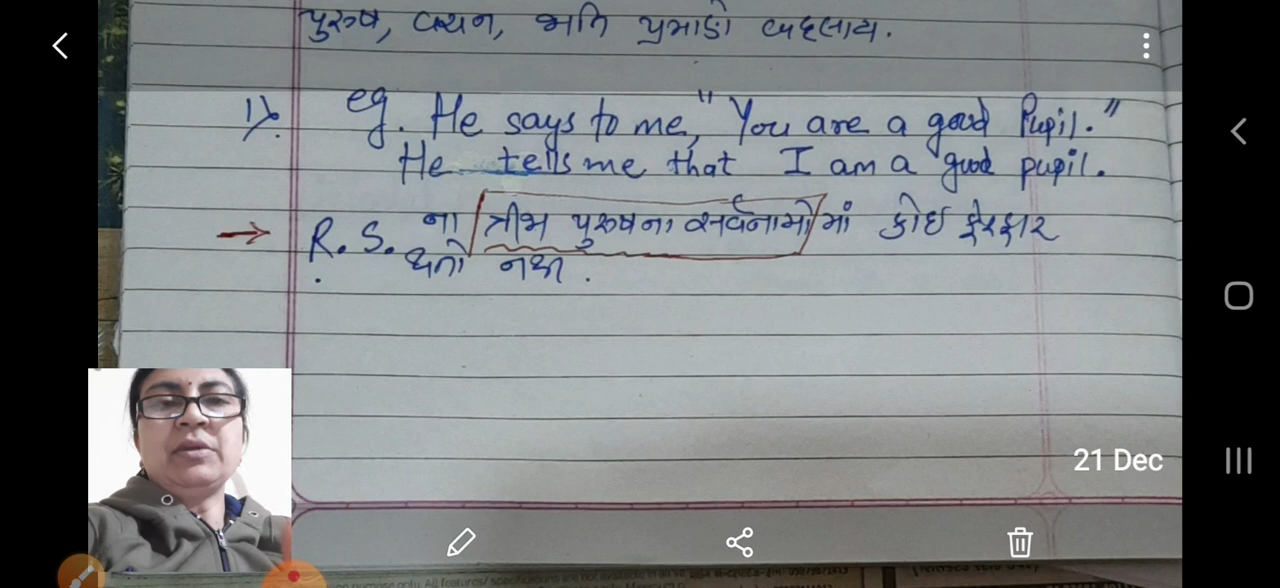 પુરુષ, વચન, જાતિ પ્રમાણે બદલાય.
1). eg. He says to me, "You are a good Pupil."
He tells me that I am a good pupil.
→ R. S. ના ત્રીજા પુરુષના સર્વનામોમાં કોઈ ફેરફાર
થતો નથી.
21 Dec